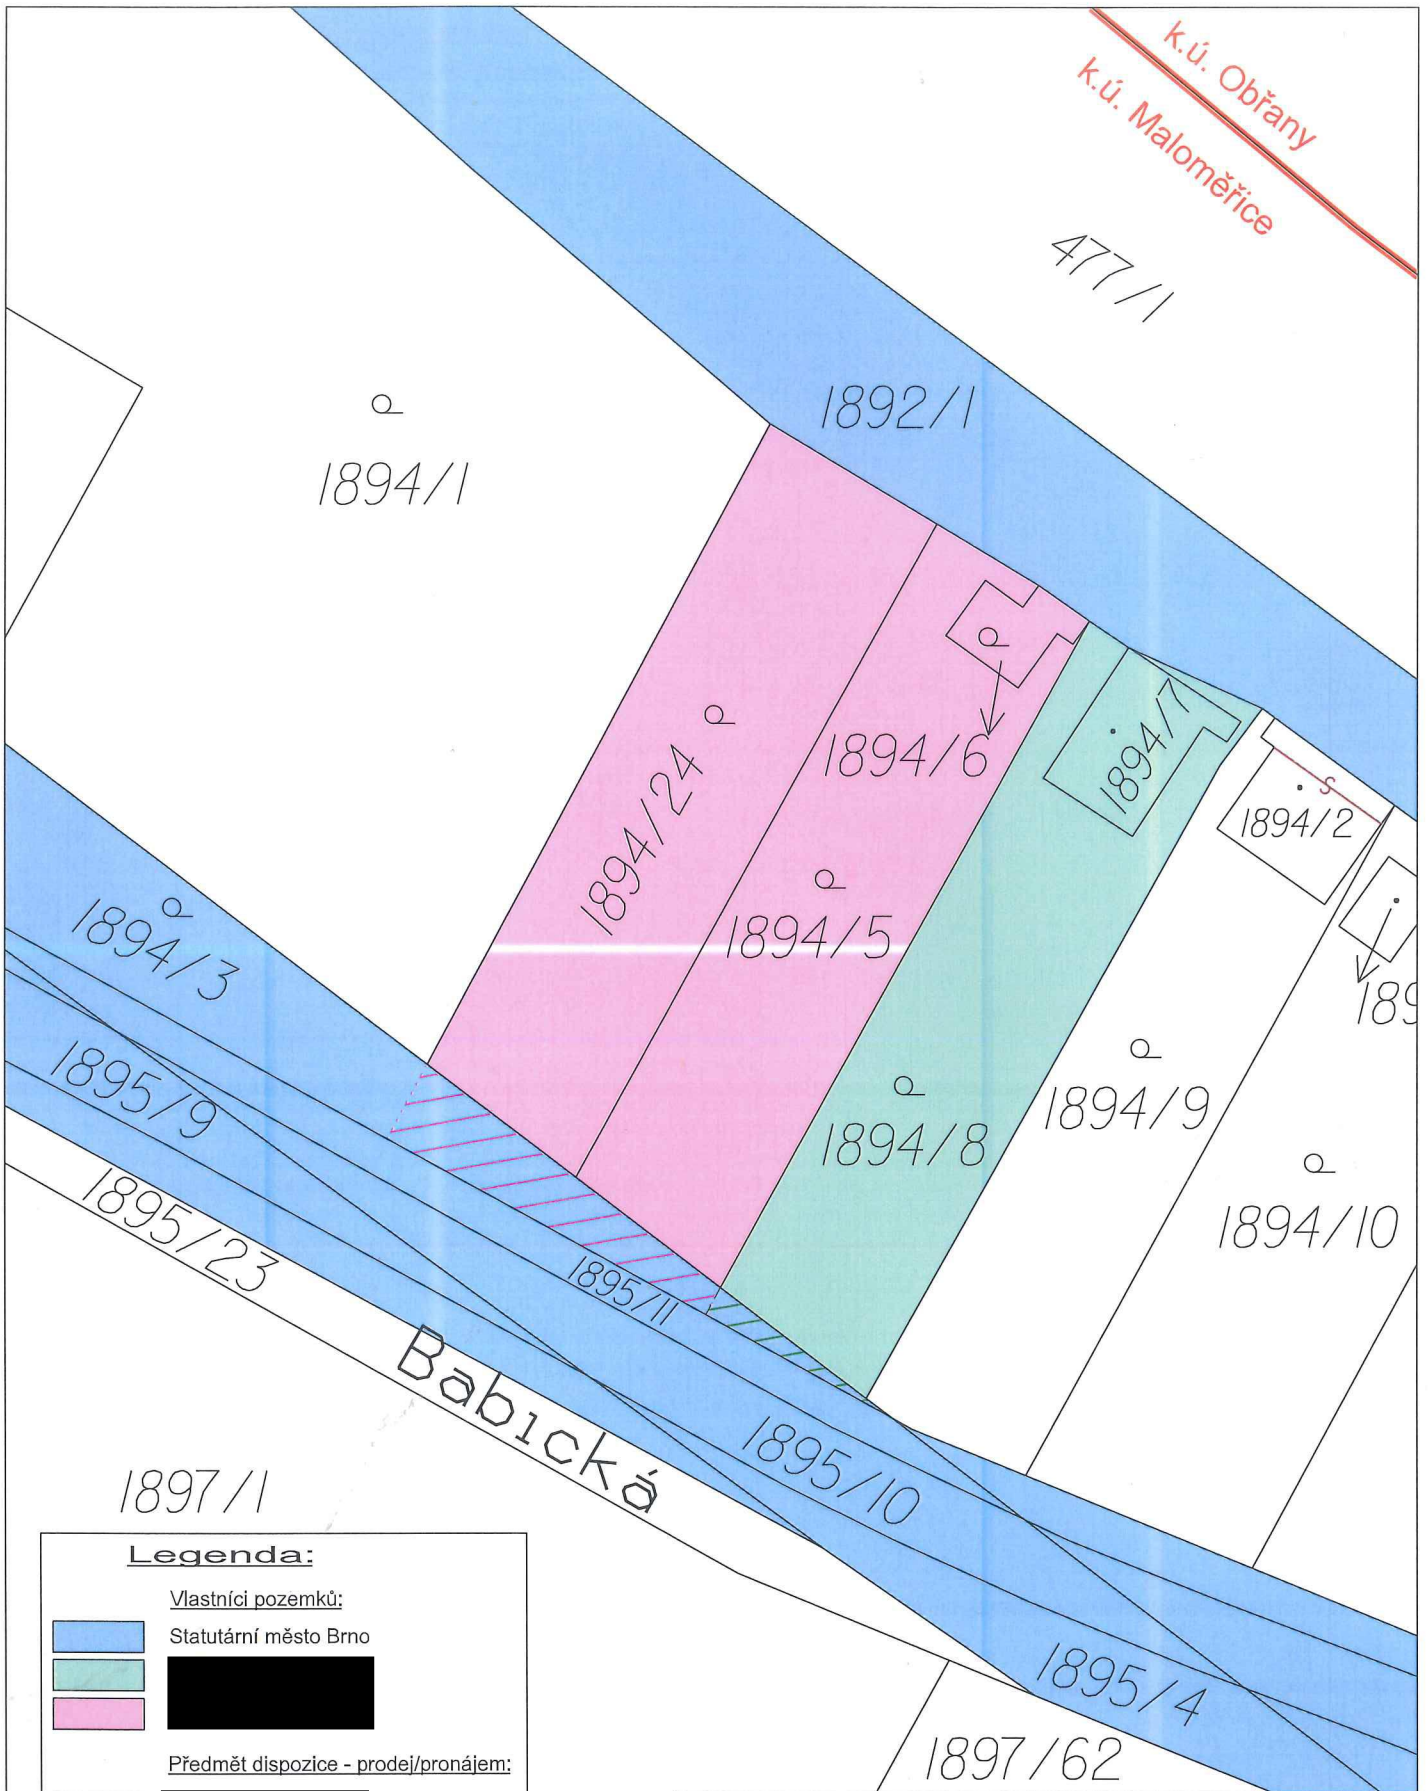 k.ú. Obřany
k.ú. Maloměřice
477/1
1892/1
1894/1
1894/24
1894/6
1894/7
1894/2
s
1894/5
1894/3
189
1895/9
1894/9
1894/8
1894/10
1895/23
1895/11
Babická
1895/10
1897/1
1895/4
1897/62
Legenda:
Vlastníci pozemků:
Statutární město Brno
Předmět dispozice - prodej/pronájem: